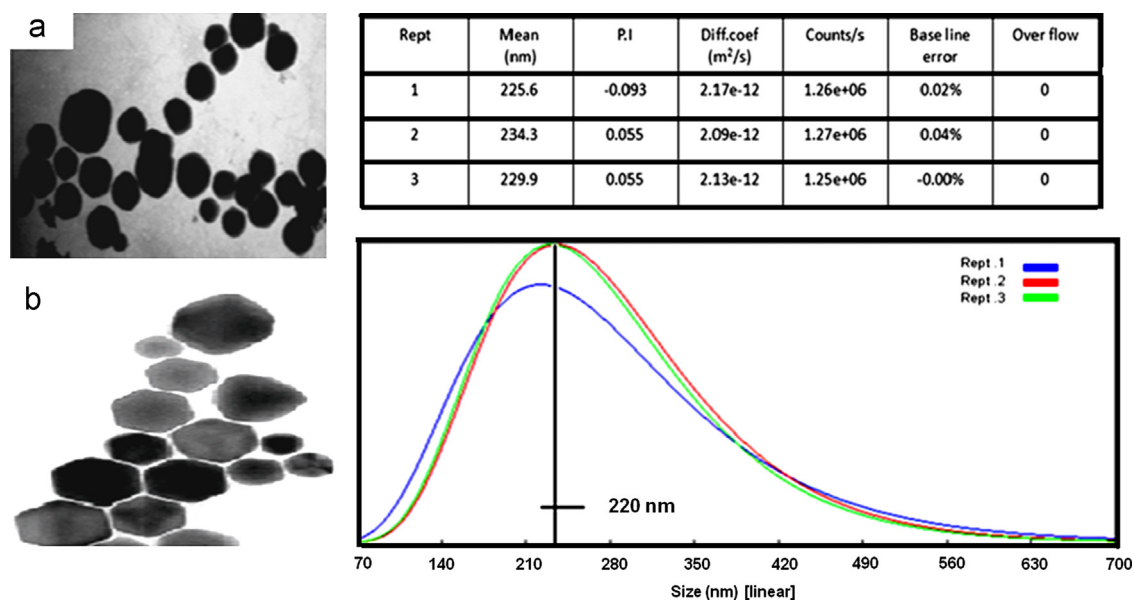 a
Rept Mean (nm) P.I Diff.coef (m²/s) Counts/s Base line error Over flow
1 225.6 -0.093 2.17e-12 1.26e+06 0.02% 0
2 234.3 0.055 2.09e-12 1.27e+06 0.04% 0
3 229.9 0.055 2.13e-12 1.25e+06 -0.00% 0
b
Rept .1
Rept .2
Rept .3
220 nm
70 140 210 280 350 420 490 560 630 700
Size (nm) [linear]